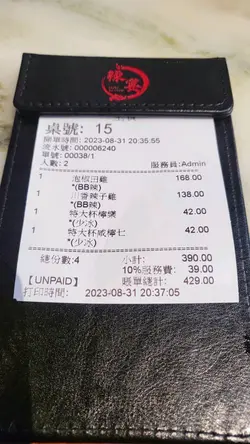 辣宴
桌號: 15
開單時間: 2023-08-31 20:35:55
流水號: 000006240
單號: 00038/1
人數: 2 服務員:Admin
1 泡椒田雞 168.00
*(BB辣)
1 川香辣子雞 138.00
*(BB辣)
1 特大杯檸樂 42.00
*(少冰)
1 特大杯咸檸七 42.00
*(少冰)
總份數:4 小計: 390.00
10%服務費: 39.00
【UNPAID】 賬單總計: 429.00
打印時間: 2023-08-31 20:37:05